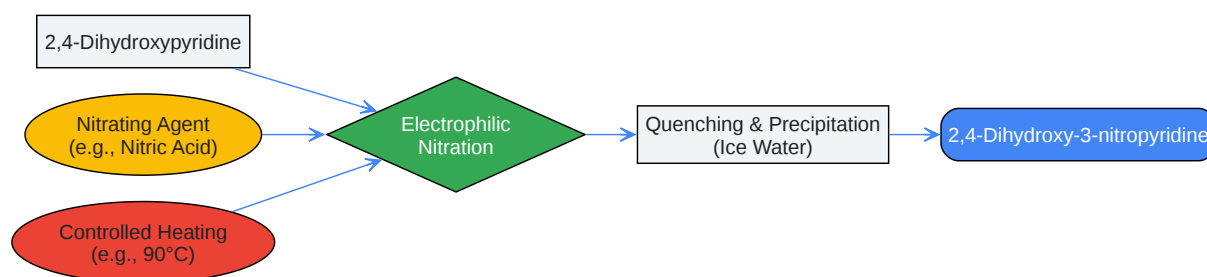 2,4-Dihydroxypyridine
Nitrating Agent
(e.g., Nitric Acid)
Controlled Heating
(e.g., 90°C)
Electrophilic
Nitration
Quenching & Precipitation
(Ice Water)
2,4-Dihydroxy-3-nitropyridine